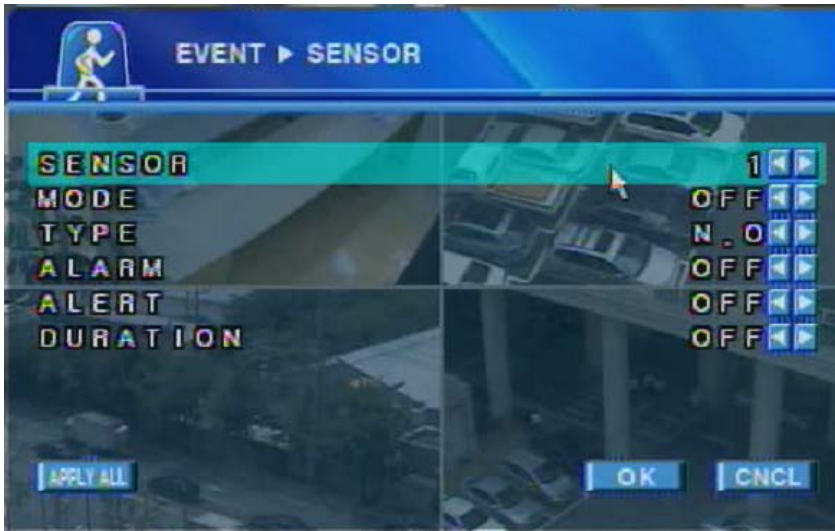 EVENT ▶ SENSOR
SENSOR 1
MODE OFF
TYPE N.O
ALARM OFF
ALERT OFF
DURATION OFF
APPLY ALL OK CNCL